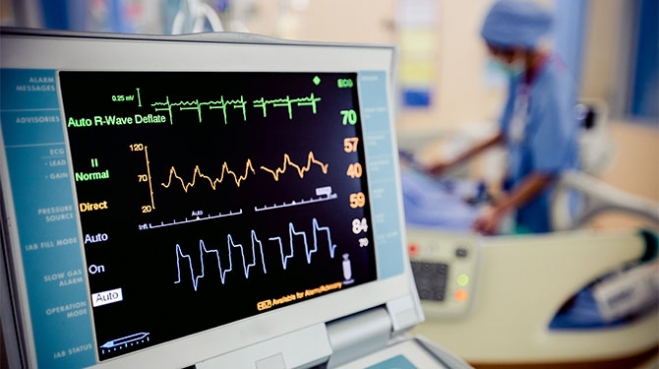 ALARM
MESSAGES
ADVISORIES
ECG
- LEAD
- GAIN
PRESSURE
SOURCE
IAB FILL MODE
SLOW GAS
ALARM
OPERATION
MODE
IAB STATUS
0.25 mV
ECG
Auto R-Wave Deflate
70
II
Normal
120
70
20
57
40
Direct
59
Auto
Infl.
Auto
84
70
On
Auto
Available for Alarm/Advisory